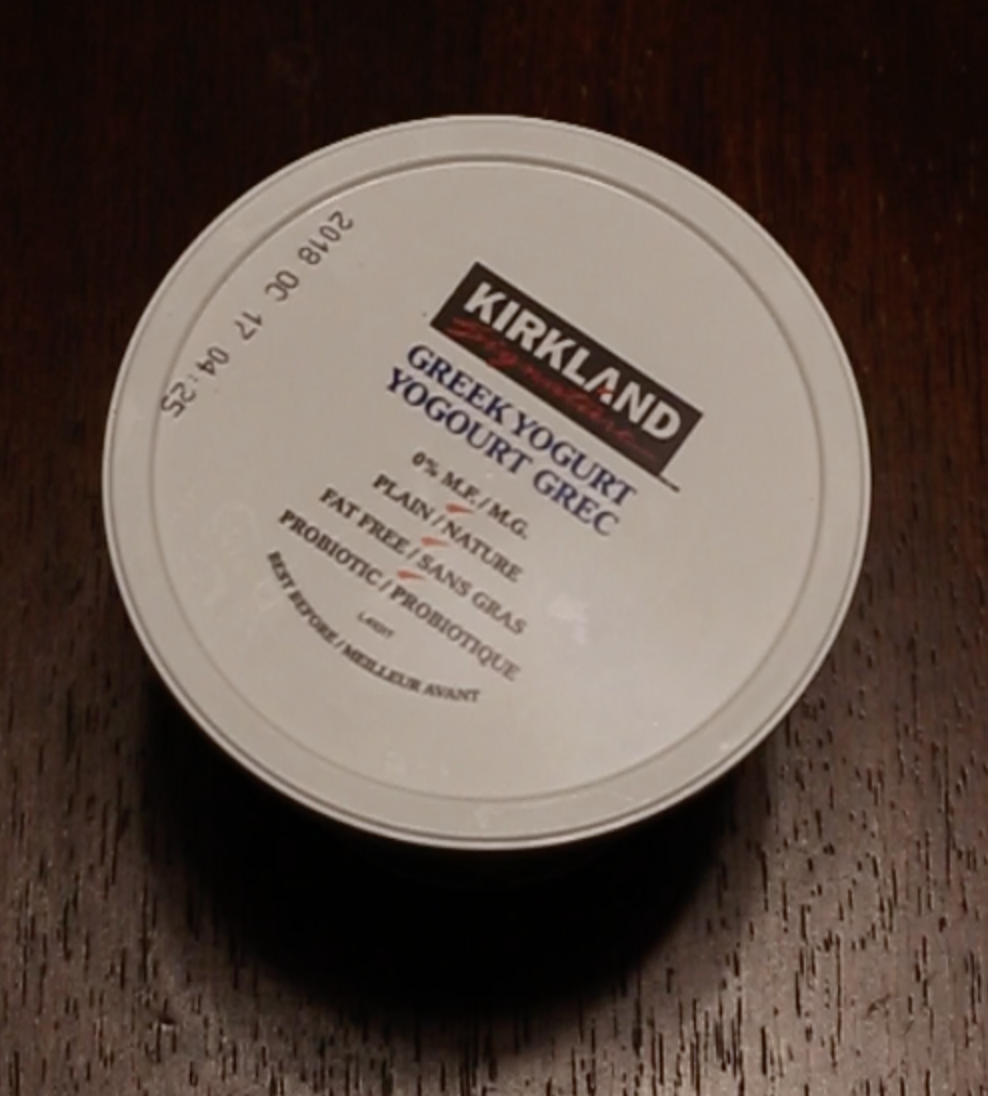 2018 OC 17 04:25
KIRKLAND
Signature
GREEK YOGURT
YOGOURT GREC
0% M.F. / M.G.
PLAIN / NATURE
FAT FREE / SANS GRAS
PROBIOTIC / PROBIOTIQUE
BEST BEFORE / MEILLEUR AVANT